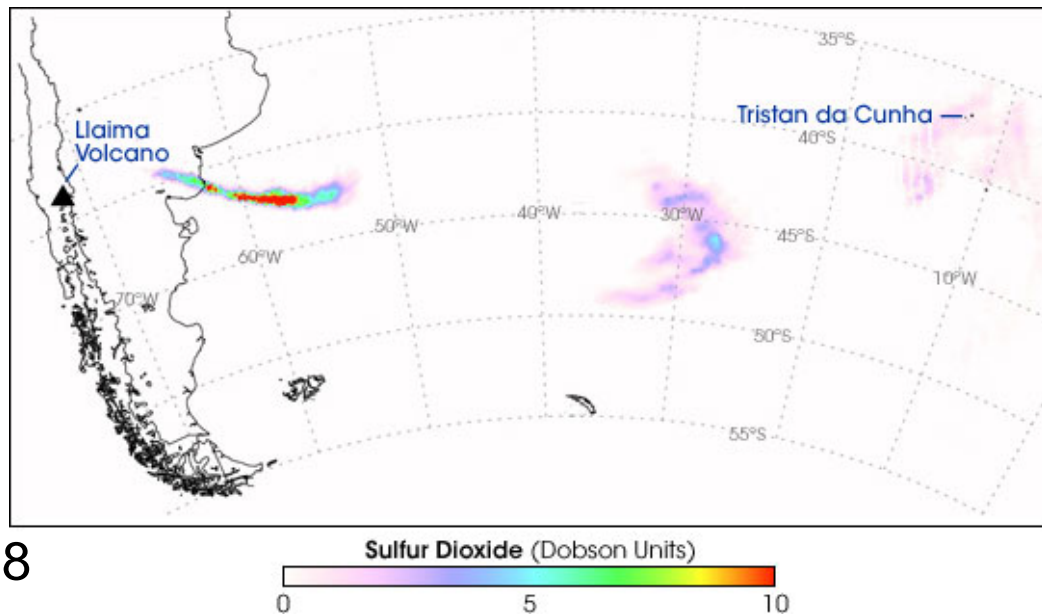 35°S
Llaima
Volcano
Tristan da Cunha
40°S
50°W
40°W
30°W
45°S
60°W
10°W
70°W
50°S
55°S
8
Sulfur Dioxide (Dobson Units)
0
5
10